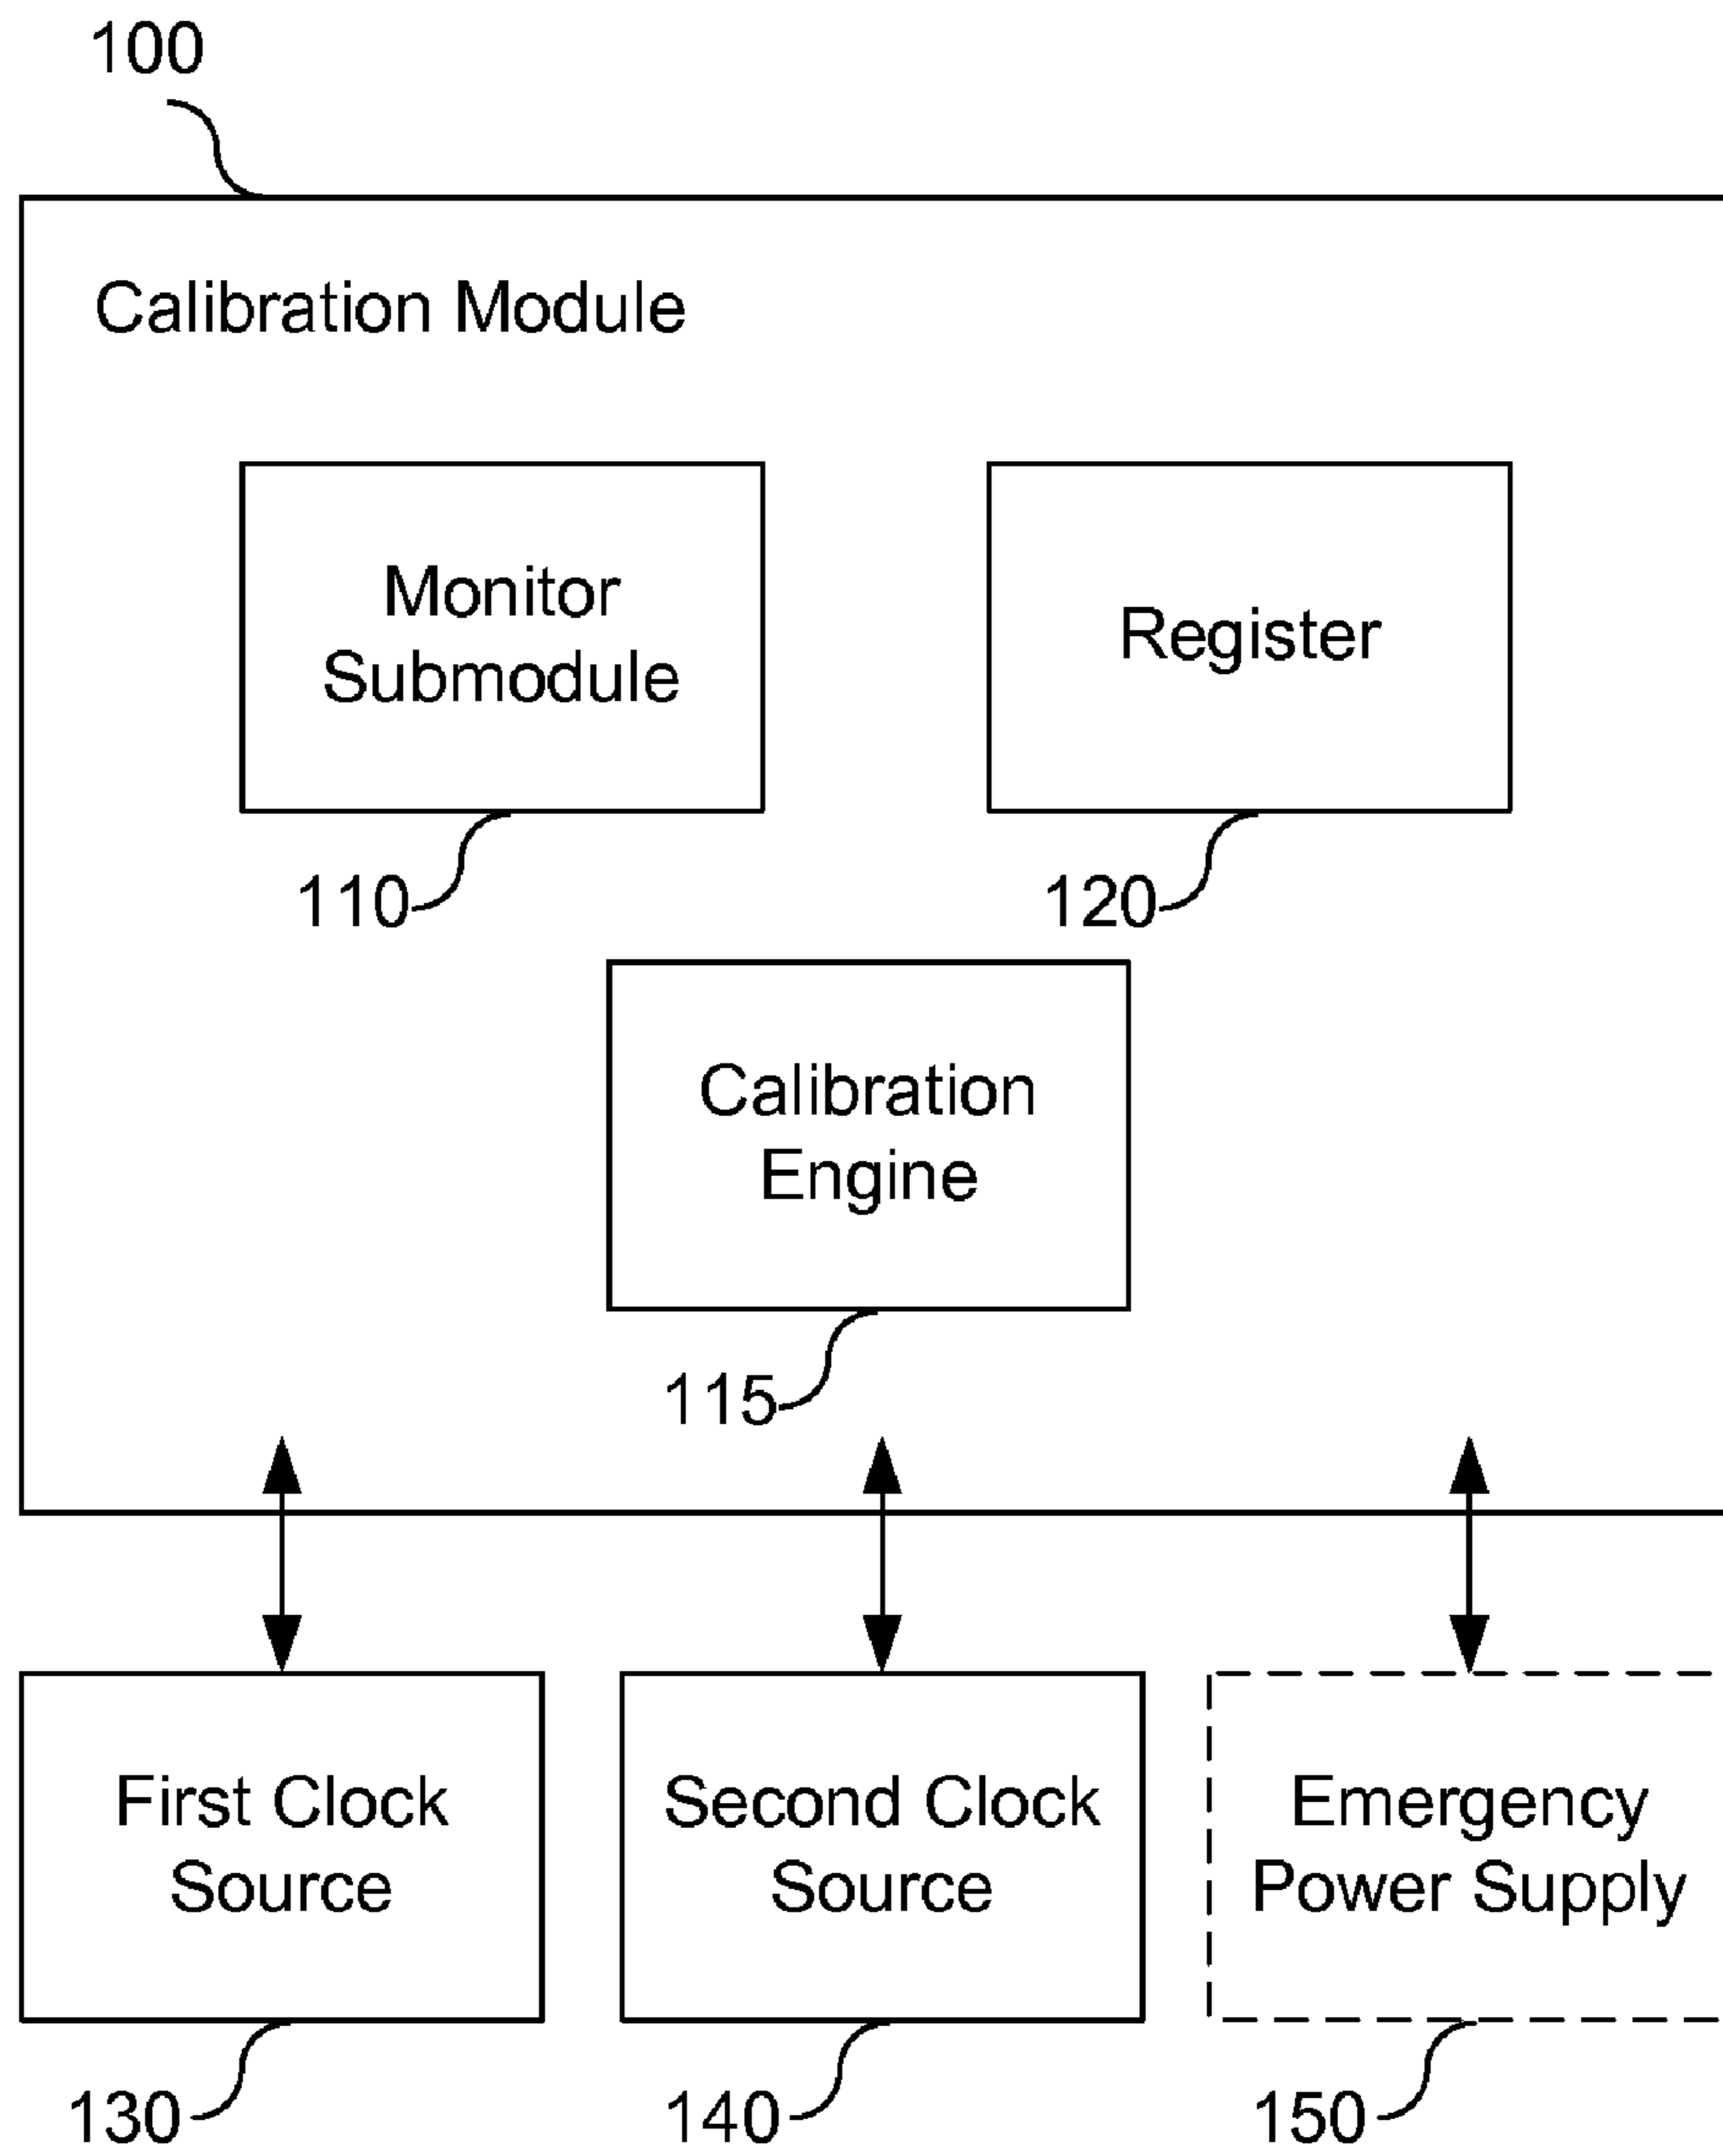 100
Calibration Module
Monitor
Submodule
Register
110
120
Calibration
Engine
115
First Clock
Source
Second Clock
Source
Emergency
Power Supply
130
140
150